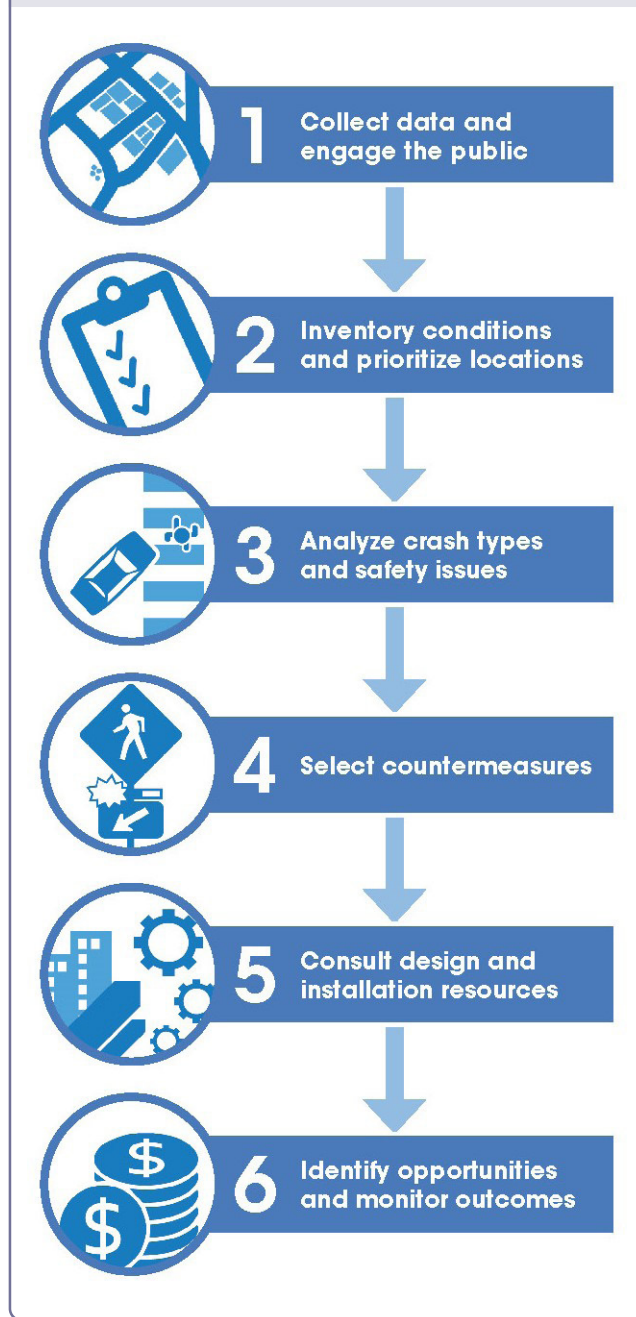 1 Collect data and
engage the public
2 Inventory conditions
and prioritize locations
3 Analyze crash types
and safety issues
4 Select countermeasures
5 Consult design and
installation resources
$
$
6 Identify opportunities
and monitor outcomes